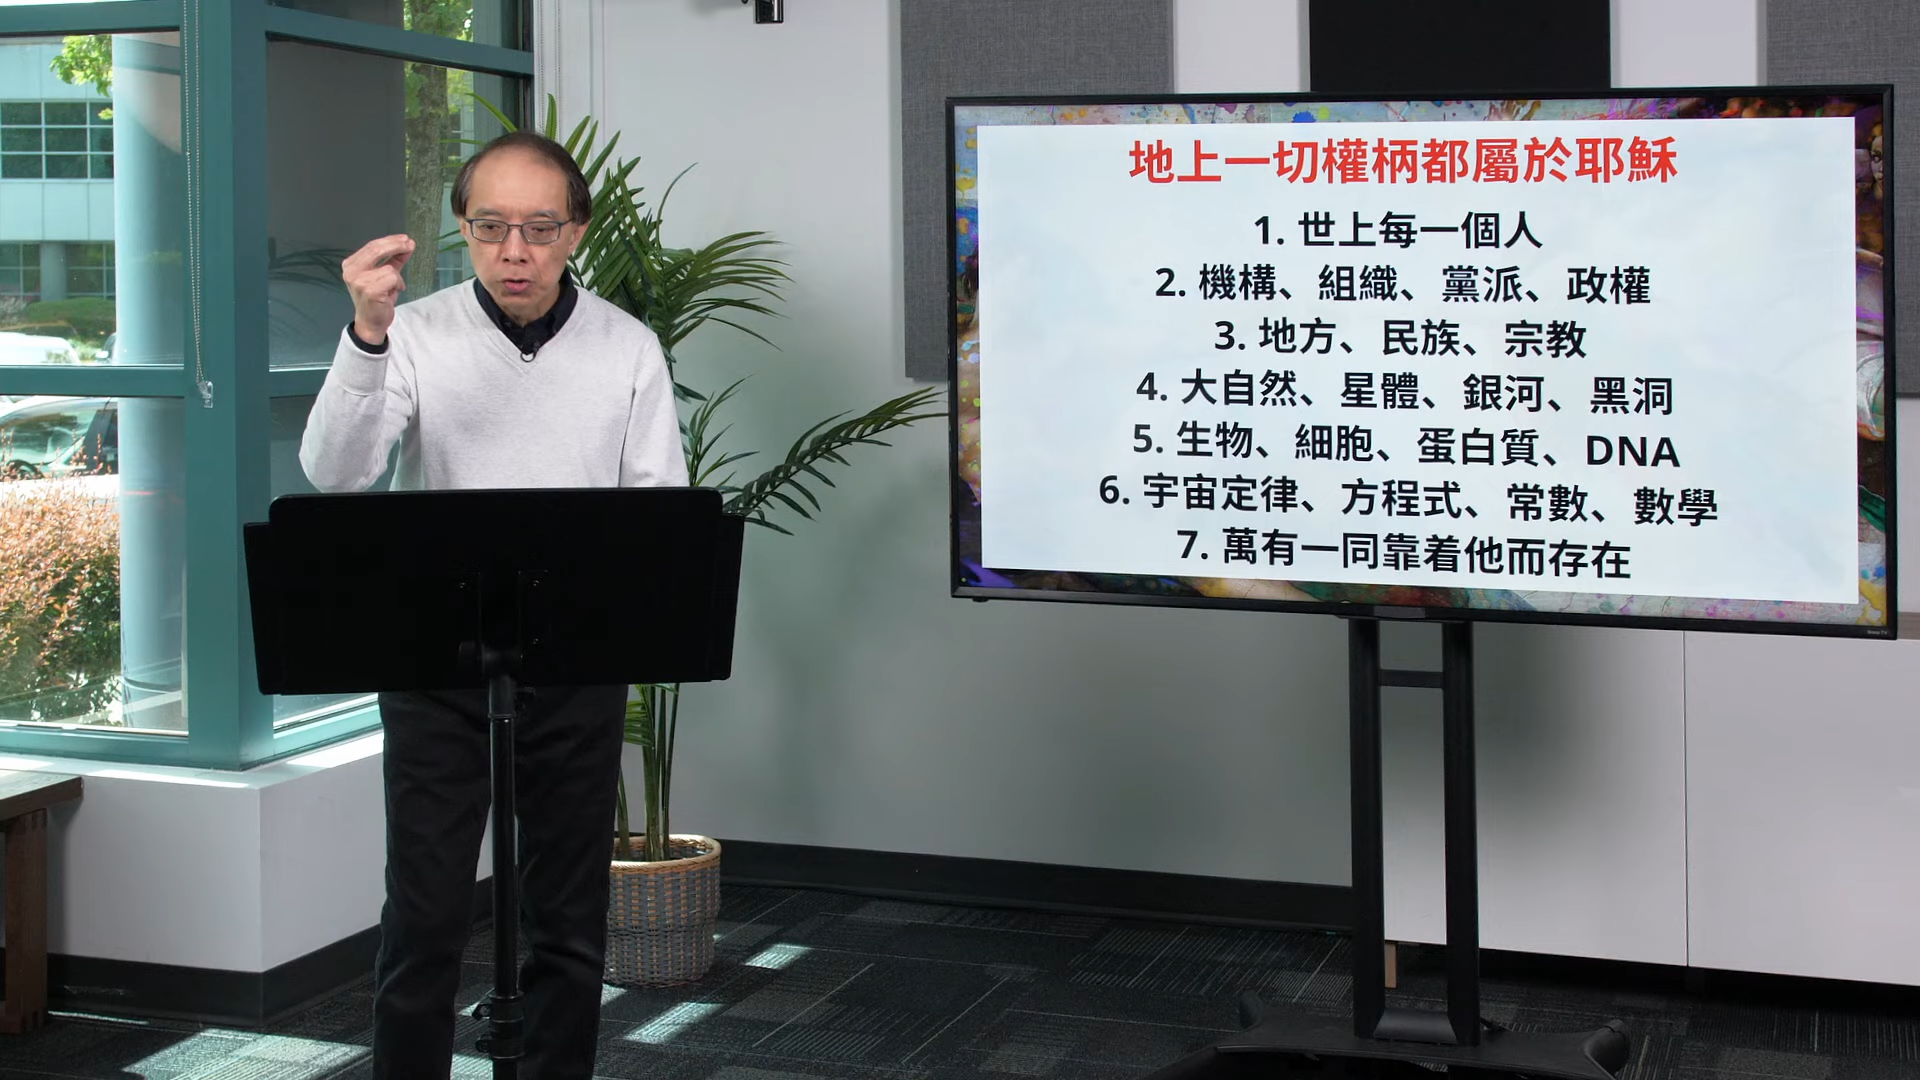 地上一切權柄都屬於耶穌
1. 世上每一個人
2. 機構、組織、黨派、政權
3. 地方、民族、宗教
4. 大自然、星體、銀河、黑洞
5. 生物、細胞、蛋白質、DNA
6. 宇宙定律、方程式、常數、數學
7. 萬有一同靠着他而存在